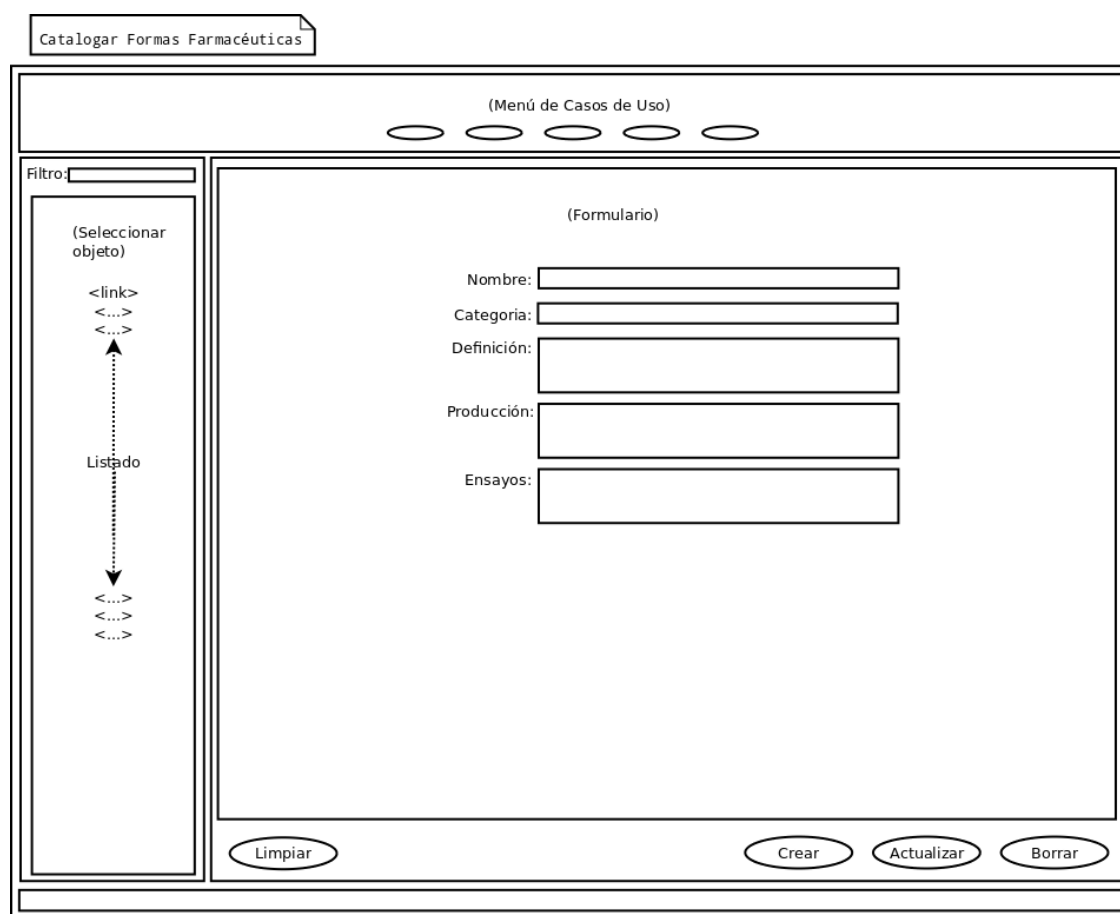 Catalogar Formas Farmacéuticas
(Menú de Casos de Uso)
Filtro:
(Seleccionar
objeto)
<link>
<...>
<...>
Listado
<...>
<...>
<...>
(Formulario)
Nombre:
Categoria:
Definición:
Producción:
Ensayos:
Limpiar
Crear
Actualizar
Borrar